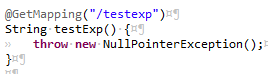 @GetMapping("/testexp")
String testExp() {
    throw new NullPointerException();
}